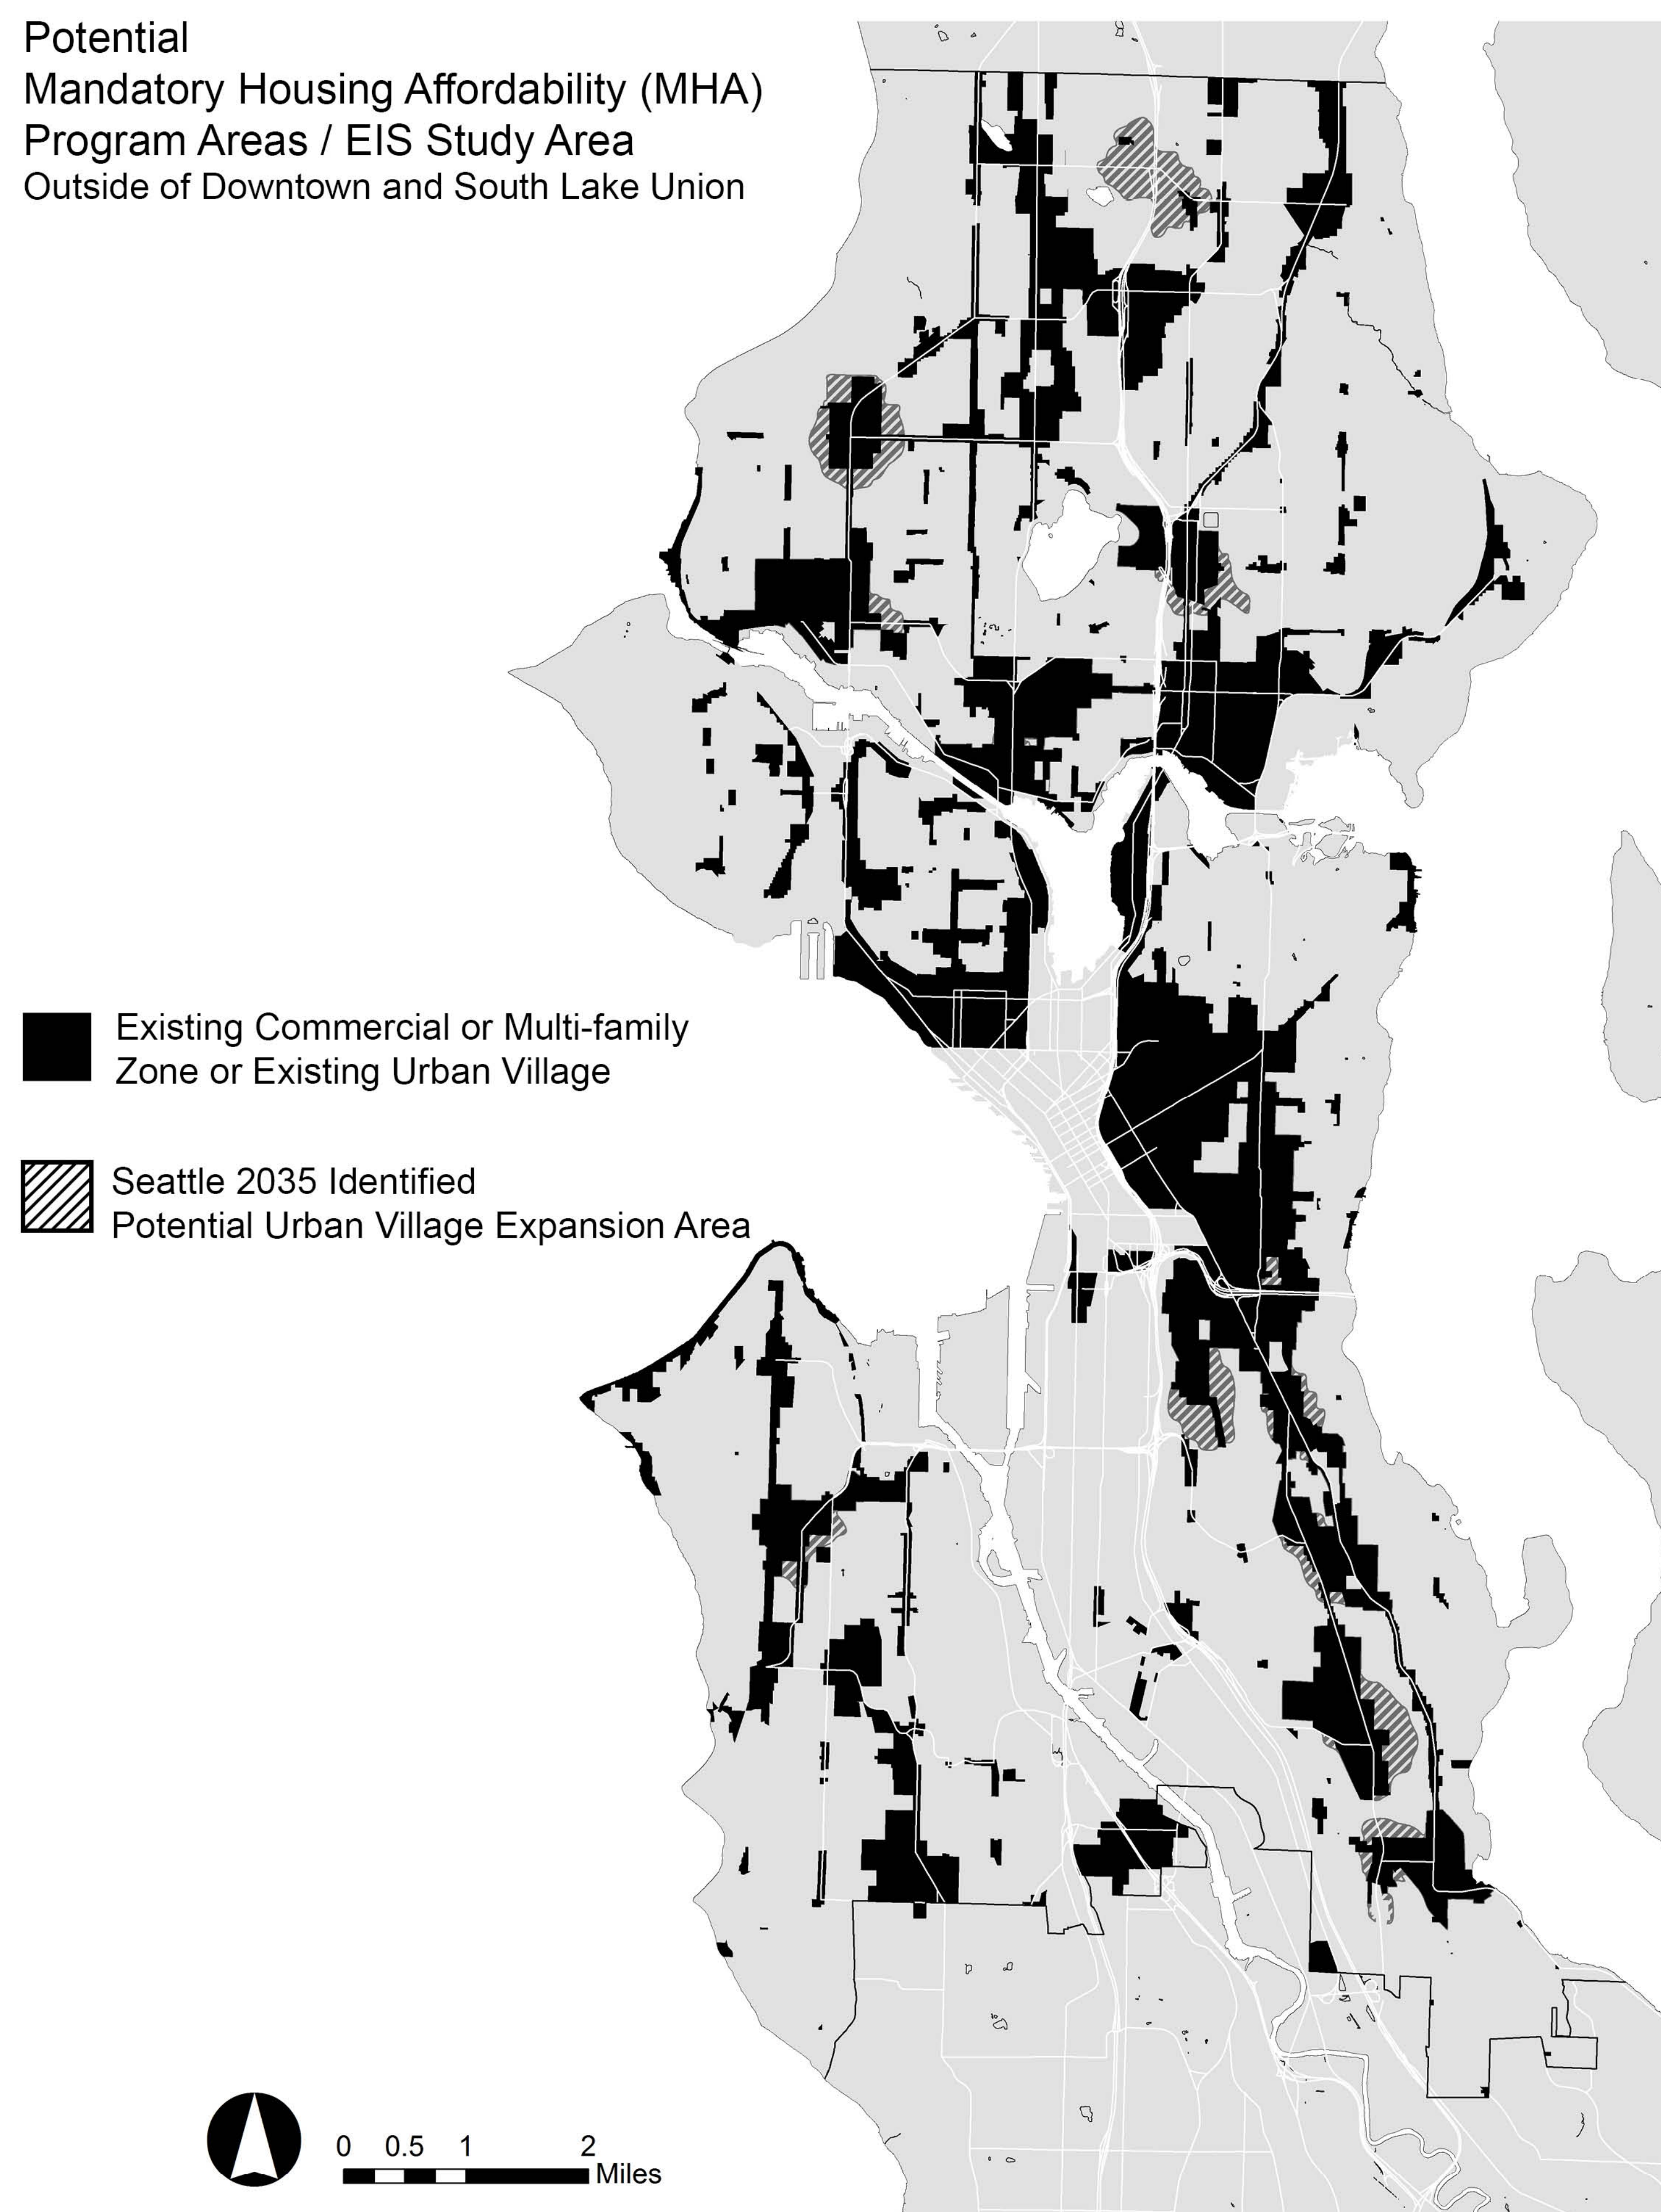 Potential
Mandatory Housing Affordability (MHA)
Program Areas / EIS Study Area
Outside of Downtown and South Lake Union
Existing Commercial or Multi-family
Zone or Existing Urban Village
Seattle 2035 Identified
Potential Urban Village Expansion Area
0 0.5 1 2
Miles